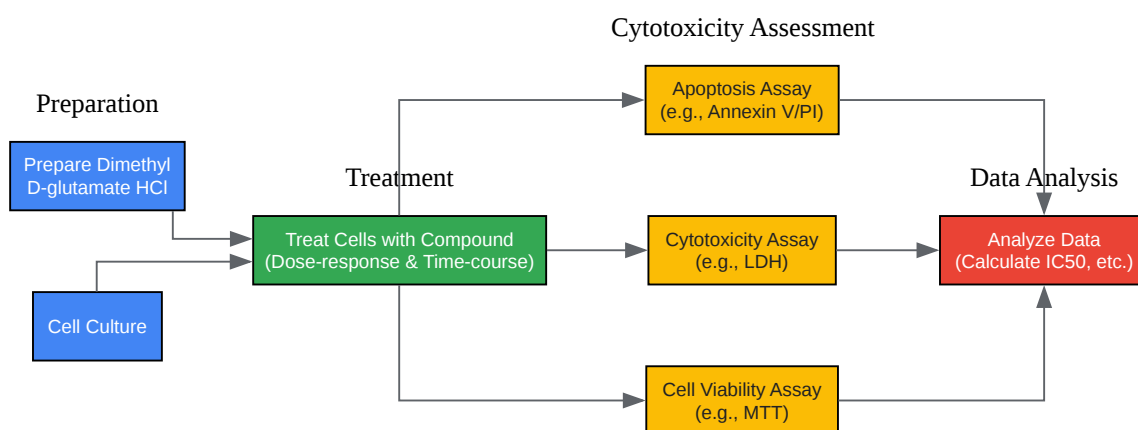 Preparation
Prepare Dimethyl
D-glutamate HCl
Cell Culture
Treatment
Treat Cells with Compound
(Dose-response & Time-course)
Cytotoxicity Assessment
Apoptosis Assay
(e.g., Annexin V/PI)
Cytotoxicity Assay
(e.g., LDH)
Cell Viability Assay
(e.g., MTT)
Data Analysis
Analyze Data
(Calculate IC50, etc.)